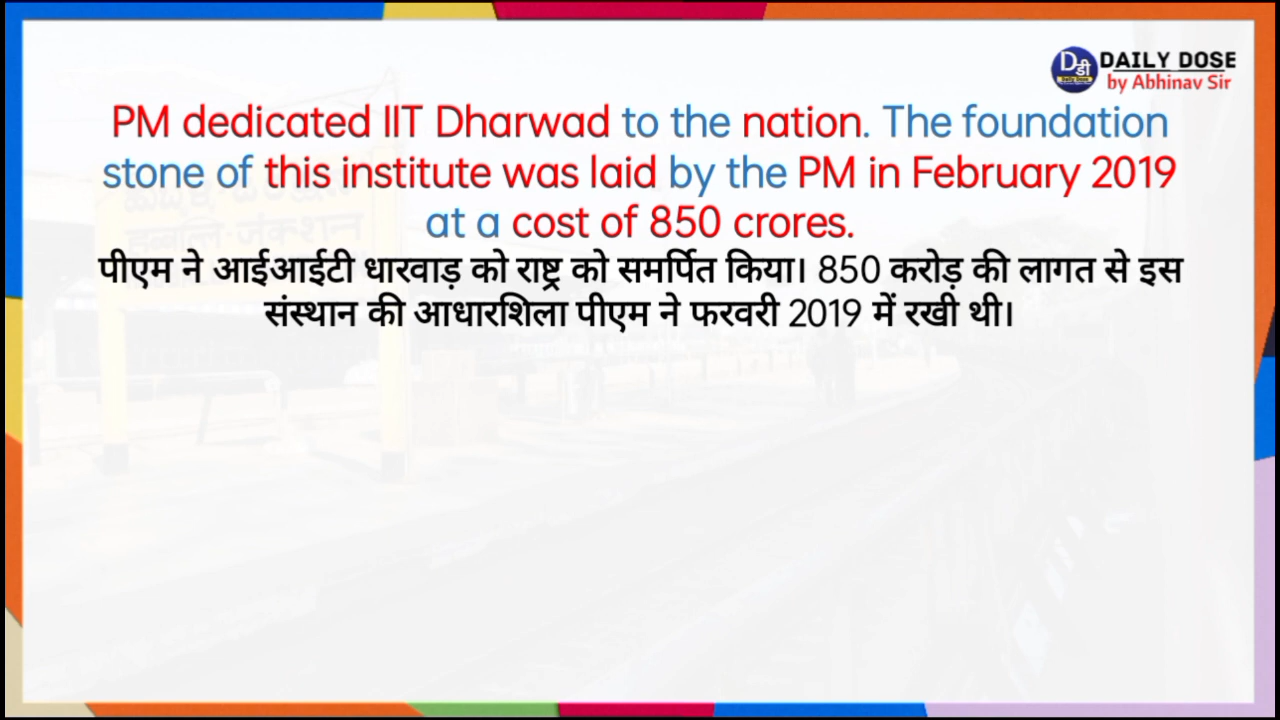 DAILY DOSE
by Abhinav Sir
PM dedicated IIT Dharwad to the nation. The foundation
stone of this institute was laid by the PM in February 2019
at a cost of 850 crores.
पीएम ने आईआईटी धारवाड़ को राष्ट्र को समर्पित किया। 850 करोड़ की लागत से इस
संस्थान की आधारशिला पीएम ने फरवरी 2019 में रखी थी।